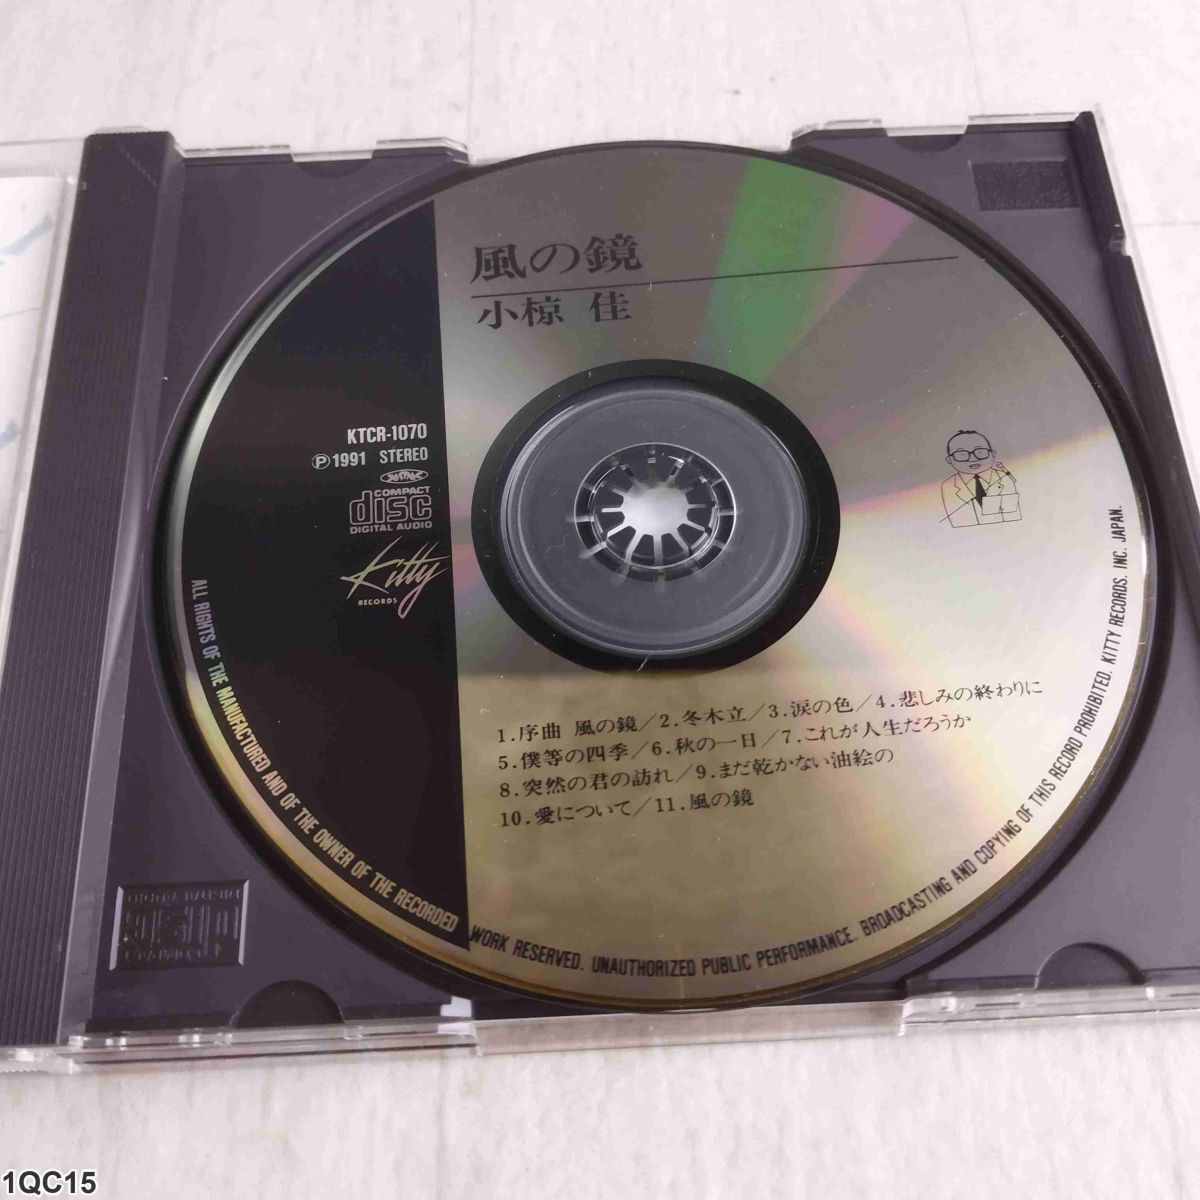 風の鏡
小椋 佳
KTCR-1070
Ⓟ1991 STEREO
COMPACT
disc
DIGITAL AUDIO
Kitty
RECORDS
1.序曲 風の鏡/2.冬木立/3.涙の色/4.悲しみの終わりに
5.僕等の四季/6.秋の一日/7.これが人生だろうか
8.突然の君の訪れ/9.まだ乾かない油絵の
10.愛について/11.風の鏡
ALL RIGHTS OF THE MANUFACTURED AND OF THE OWNER OF THE RECORDED WORK RESERVED. UNAUTHORIZED PUBLIC PERFORMANCE. BROADCASTING AND COPYING OF THIS RECORD PROHIBITED. KITTY RECORDS. INC. JAPAN.
1QC15